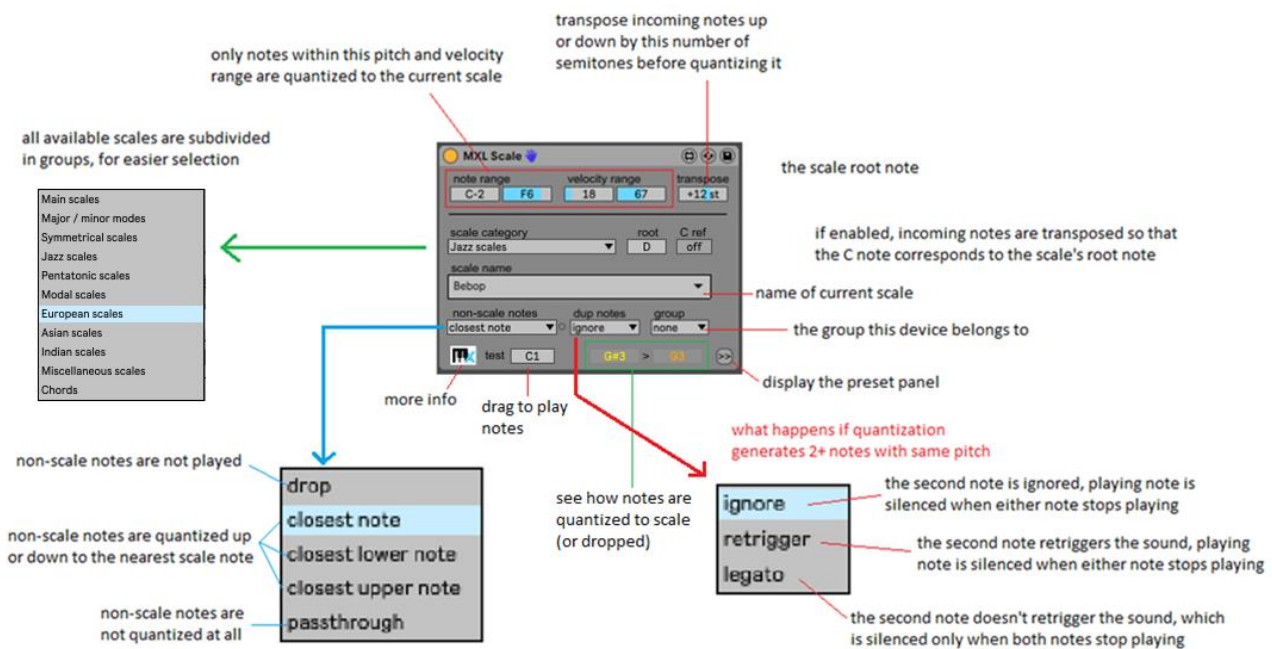 transpose incoming notes up
or down by this number of
semitones before quantizing it
only notes within this pitch and velocity
range are quantized to the current scale
all available scales are subdivided
in groups, for easier selection
Main scales
Major / minor modes
Symmetrical scales
Jazz scales
Pentatonic scales
Modal scales
European scales
Asian scales
Indian scales
Miscellaneous scales
Chords
MXL Scale
note range
velocity range
transpose
C-2
F6
18
67
+12 st
scale category
root
C ref
Jazz scales
D
off
scale name
Bebop
non-scale notes
dup notes
group
closest note
ignore
none
mx
test
C1
G#3 > G3
>>
the scale root note
if enabled, incoming notes are transposed so that
the C note corresponds to the scale's root note
name of current scale
the group this device belongs to
display the preset panel
more info
drag to play
notes
see how notes are
quantized to scale
(or dropped)
what happens if quantization
generates 2+ notes with same pitch
non-scale notes are not played
non-scale notes are quantized up
or down to the nearest scale note
non-scale notes are
not quantized at all
drop
closest note
closest lower note
closest upper note
passthrough
ignore
retrigger
legato
the second note is ignored, playing note is
silenced when either note stops playing
the second note retriggers the sound, playing
note is silenced when either note stops playing
the second note doesn't retrigger the sound, which
is silenced only when both notes stop playing